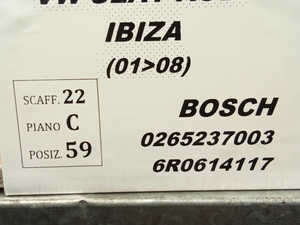 IBIZA
(01>08)
SCAFF. 22
PIANO C
POSIZ. 59
BOSCH
0265237003
6R0614117